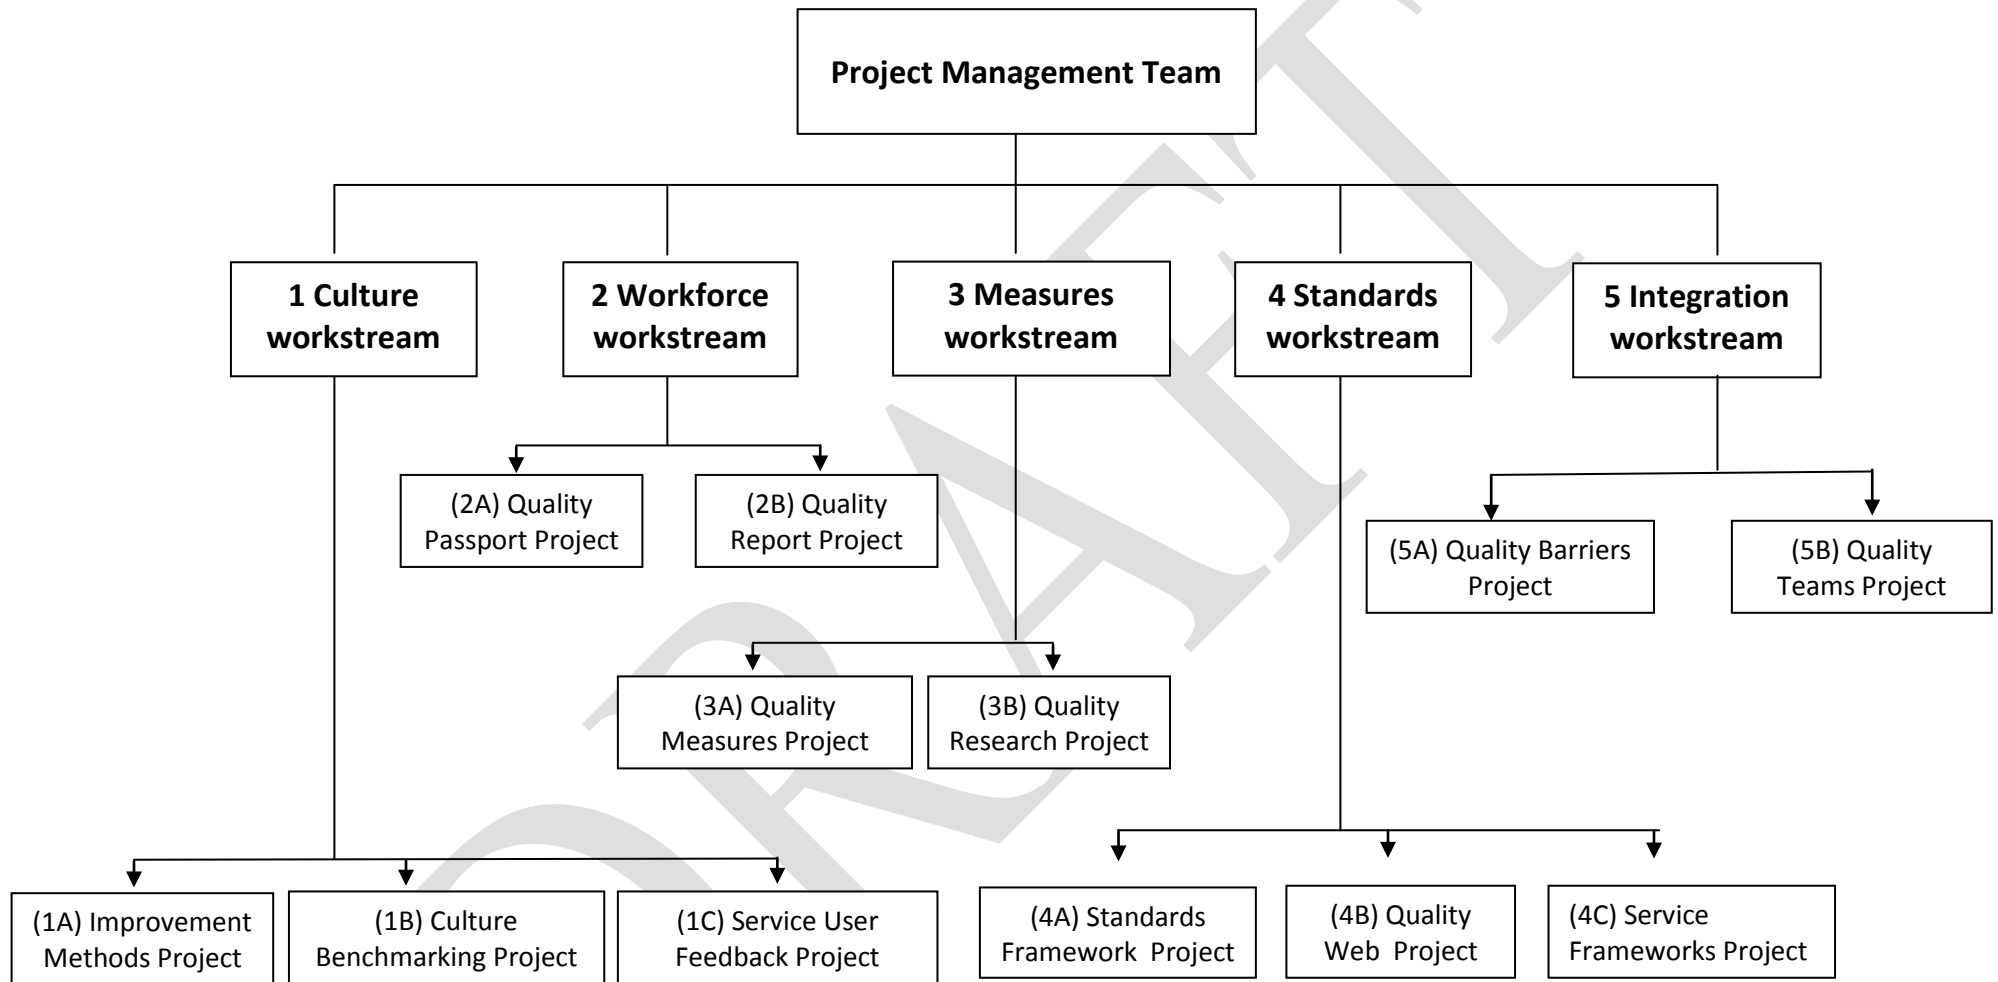 Project Management Team
1 Culture
workstream
2 Workforce
workstream
3 Measures
workstream
4 Standards
workstream
5 Integration
workstream
(2A) Quality
Passport Project
(2B) Quality
Report Project
(5A) Quality Barriers
Project
(5B) Quality
Teams Project
(3A) Quality
Measures Project
(3B) Quality
Research Project
(1A) Improvement
Methods Project
(1B) Culture
Benchmarking Project
(1C) Service User
Feedback Project
(4A) Standards
Framework Project
(4B) Quality
Web Project
(4C) Service
Frameworks Project
DRAFT